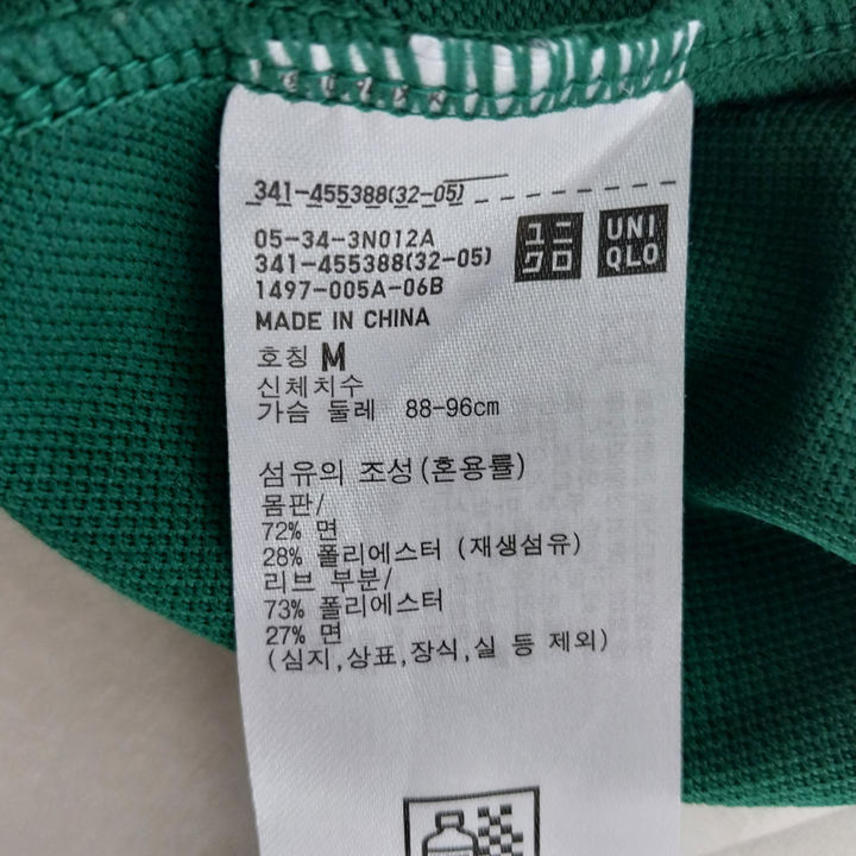 341-455388(32-05)
05-34-3N012A
341-455388(32-05)
1497-005A-06B
ユニ
クロ
UNI
QLO
MADE IN CHINA
호칭 M
신체치수
가슴 둘레 88-96cm
섬유의 조성(혼용률)
몸판/
72% 면
28% 폴리에스터 (재생섬유)
리브 부분/
73% 폴리에스터
27% 면
(심지,상표,장식,실 등 제외)